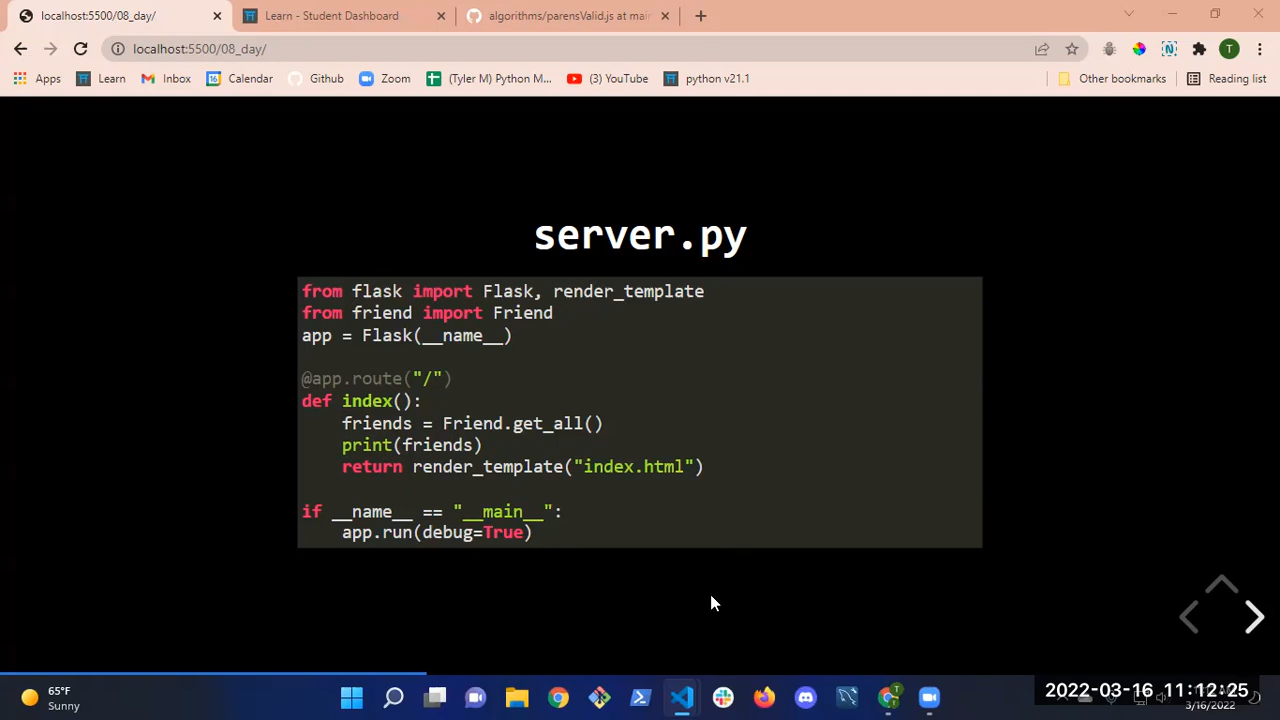 localhost:5500/08_day/
Learn - Student Dashboard
algorithms/parensValid.js at mai
localhost:5500/08_day/
N
T
Apps
Learn
Inbox
Calendar
Github
Zoom
(Tyler M) Python M...
(3) YouTube
python v21.1
Other bookmarks
Reading list
server.py
from flask import Flask, render_template
from friend import Friend
app = Flask(__name__)
@app.route("/")
def index():
    friends = Friend.get_all()
    print(friends)
    return render_template("index.html")
if __name__ == "__main__":
    app.run(debug=True)
65°F
Sunny
2022-03-16 11:12:25
3/16/2022